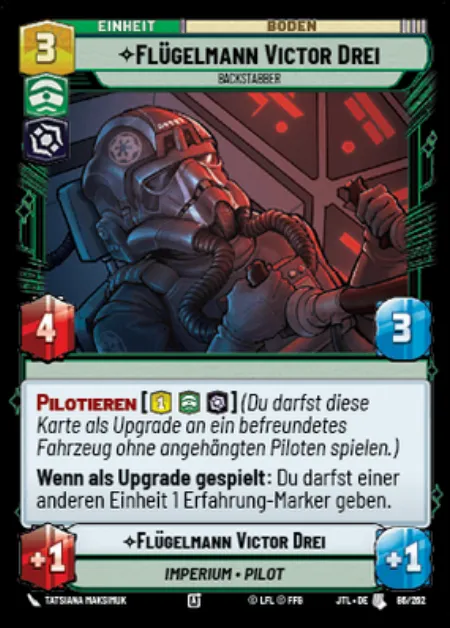 EINHEIT
BODEN
3
✧FLÜGELMANN VICTOR DREI
BACKSTABBER
4
3
PILOTIEREN [1] (Du darfst diese
Karte als Upgrade an ein befreundetes
Fahrzeug ohne angehängten Piloten spielen.)
Wenn als Upgrade gespielt: Du darfst einer
anderen Einheit 1 Erfahrung-Marker geben.
✧FLÜGELMANN VICTOR DREI
+1
+1
IMPERIUM • PILOT
TATSIANA MAKSIMUK
© LFL © FFG
JTL • DE
86/262